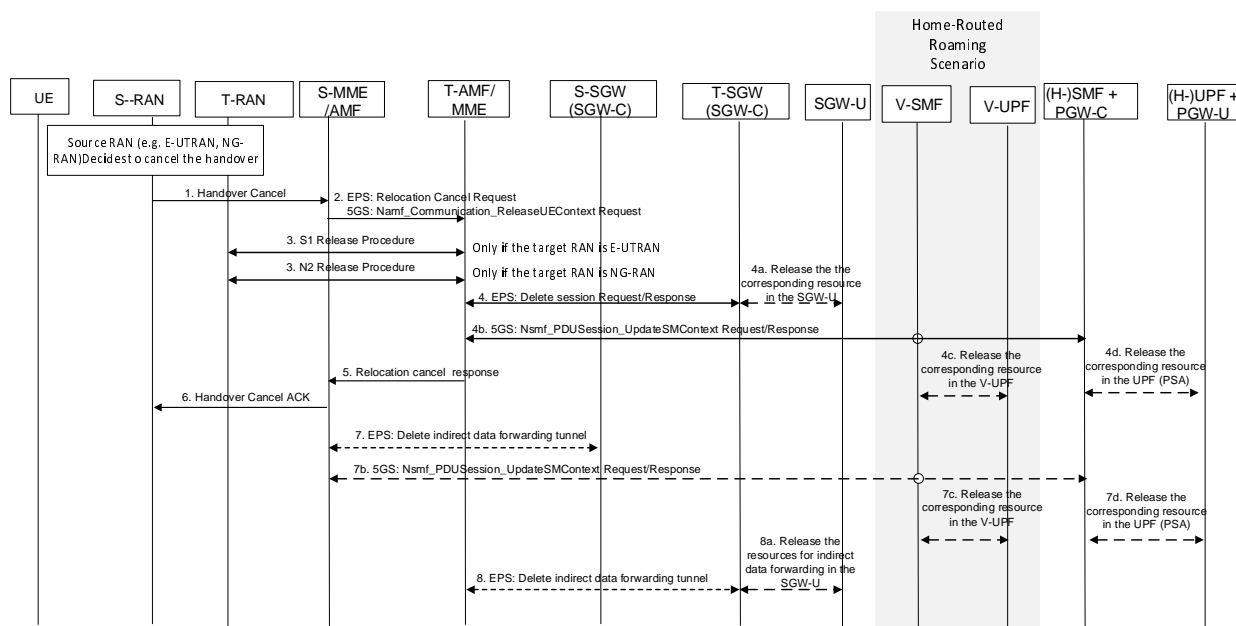 Home-Routed
Roaming
Scenario
UE
S--RAN
T-RAN
S-MME
/AMF
T-AMF/
MME
S-SGW
(SGW-C)
T-SGW
(SGW-C)
SGW-U
V-SMF
V-UPF
(H-)SMF +
PGW-C
(H-)UPF +
PGW-U
Source RAN (e.g. E-UTRAN, NG-
RAN)Decidest o cancel the handover
1. Handover Cancel
2. EPS: Relocation Cancel Request
5GS: Namf_Communication_ReleaseUEContext Request
3. S1 Release Procedure
Only if the target RAN is E-UTRAN
3. N2 Release Procedure
Only if the target RAN is NG-RAN
4a. Release the the
corresponding resource
in the SGW-U
4. EPS: Delete session Request/Response
4b. 5GS: Nsmf_PDUSession_UpdateSMContext Request/Response
4c. Release the
corresponding resource
in the V-UPF
4d. Release the
corresponding resource
in the UPF (PSA)
5. Relocation cancel response
6. Handover Cancel ACK
7. EPS: Delete indirect data forwarding tunnel
7b. 5GS: Nsmf_PDUSession_UpdateSMContext Request/Response
7c. Release the
corresponding resource
in the V-UPF
7d. Release the
corresponding resource
in the UPF (PSA)
8a. Release the
resources for indirect
data forwarding in the
SGW-U
8. EPS: Delete indirect data forwarding tunnel